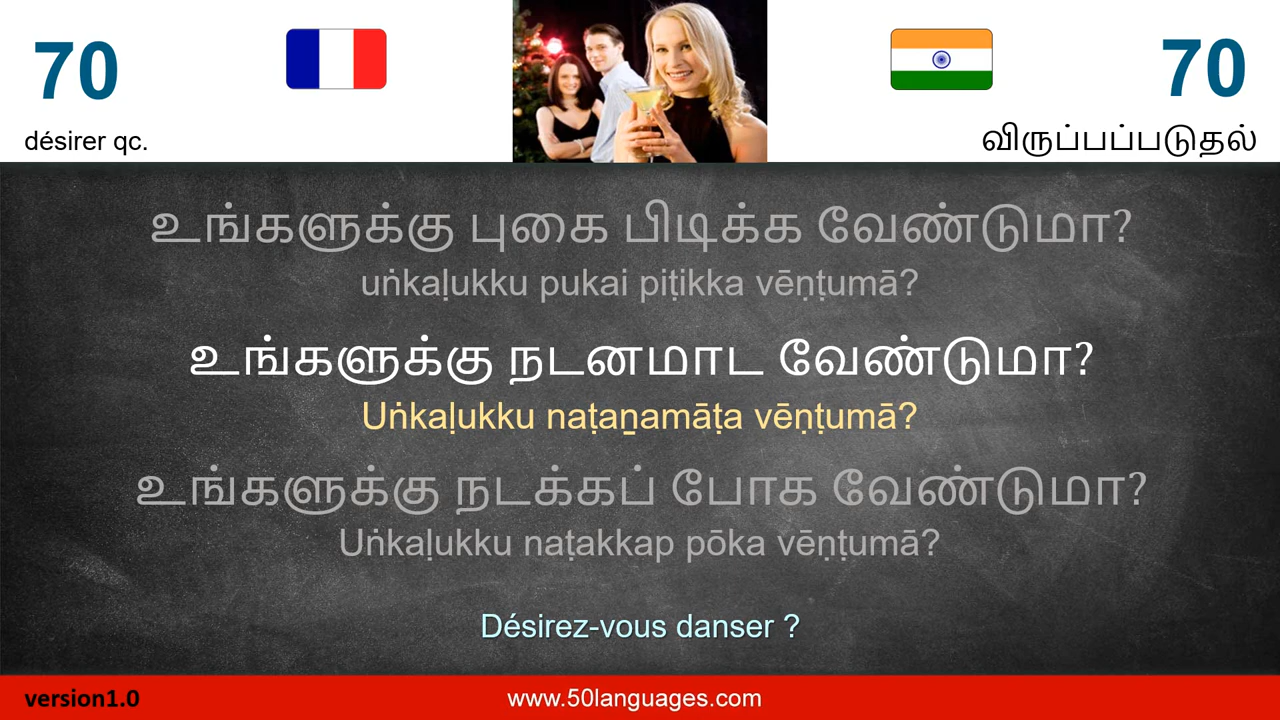 70
70
désirer qc.
விருப்பப்படுதல்
உங்களுக்கு புகை பிடிக்க வேண்டுமா?
uṅkaḷukku pukai piṭikka vēṇṭumā?
உங்களுக்கு நடனமாட வேண்டுமா?
Uṅkaḷukku naṭaṉamāṭa vēṇṭumā?
உங்களுக்கு நடக்கப் போக வேண்டுமா?
Uṅkaḷukku naṭakkap pōka vēṇṭumā?
Désirez-vous danser ?
version1.0
www.50languages.com